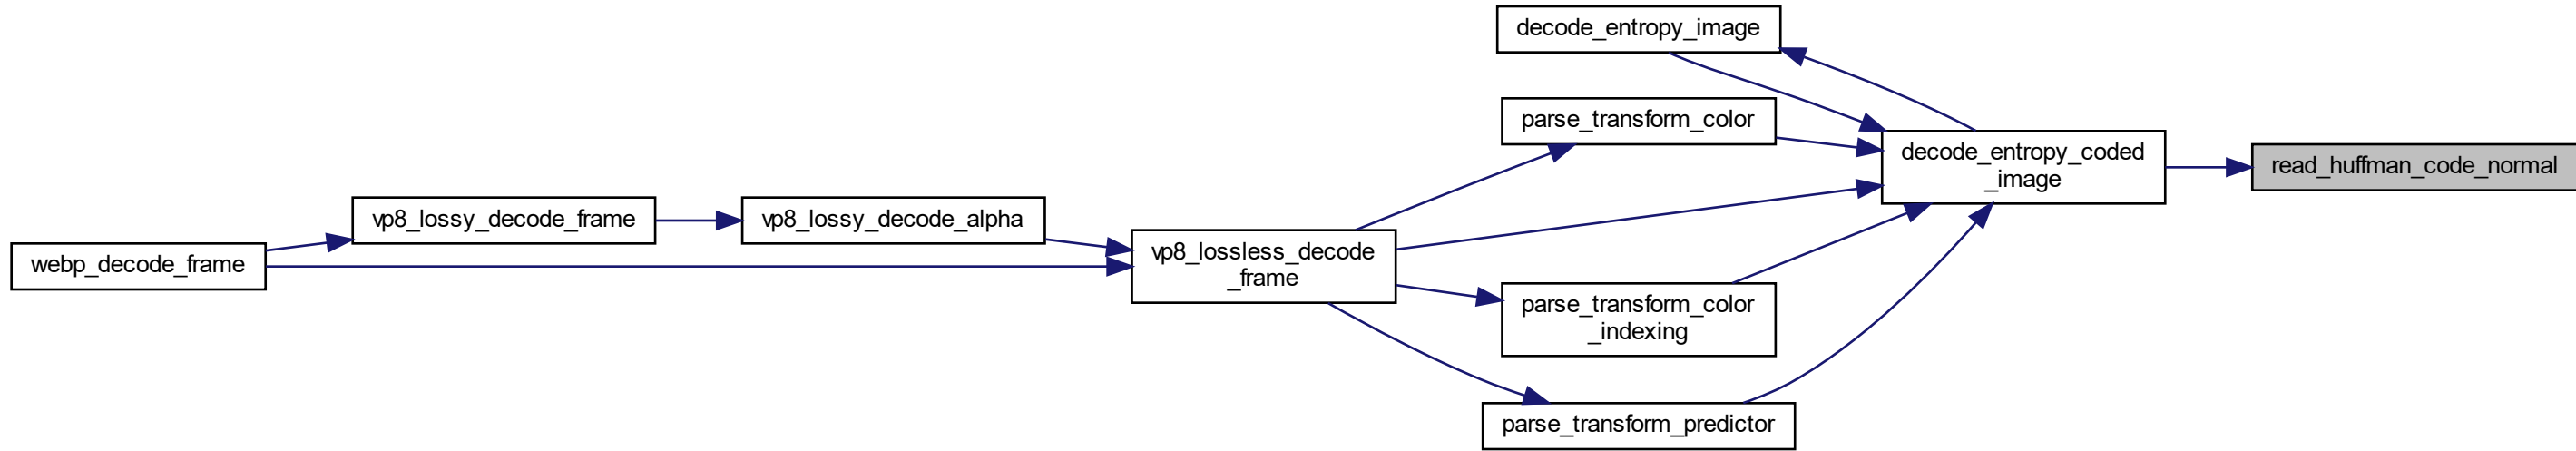 decode_entropy_image
parse_transform_color
decode_entropy_coded
_image
read_huffman_code_normal
vp8_lossy_decode_frame
vp8_lossy_decode_alpha
webp_decode_frame
vp8_lossless_decode
_frame
parse_transform_color
_indexing
parse_transform_predictor